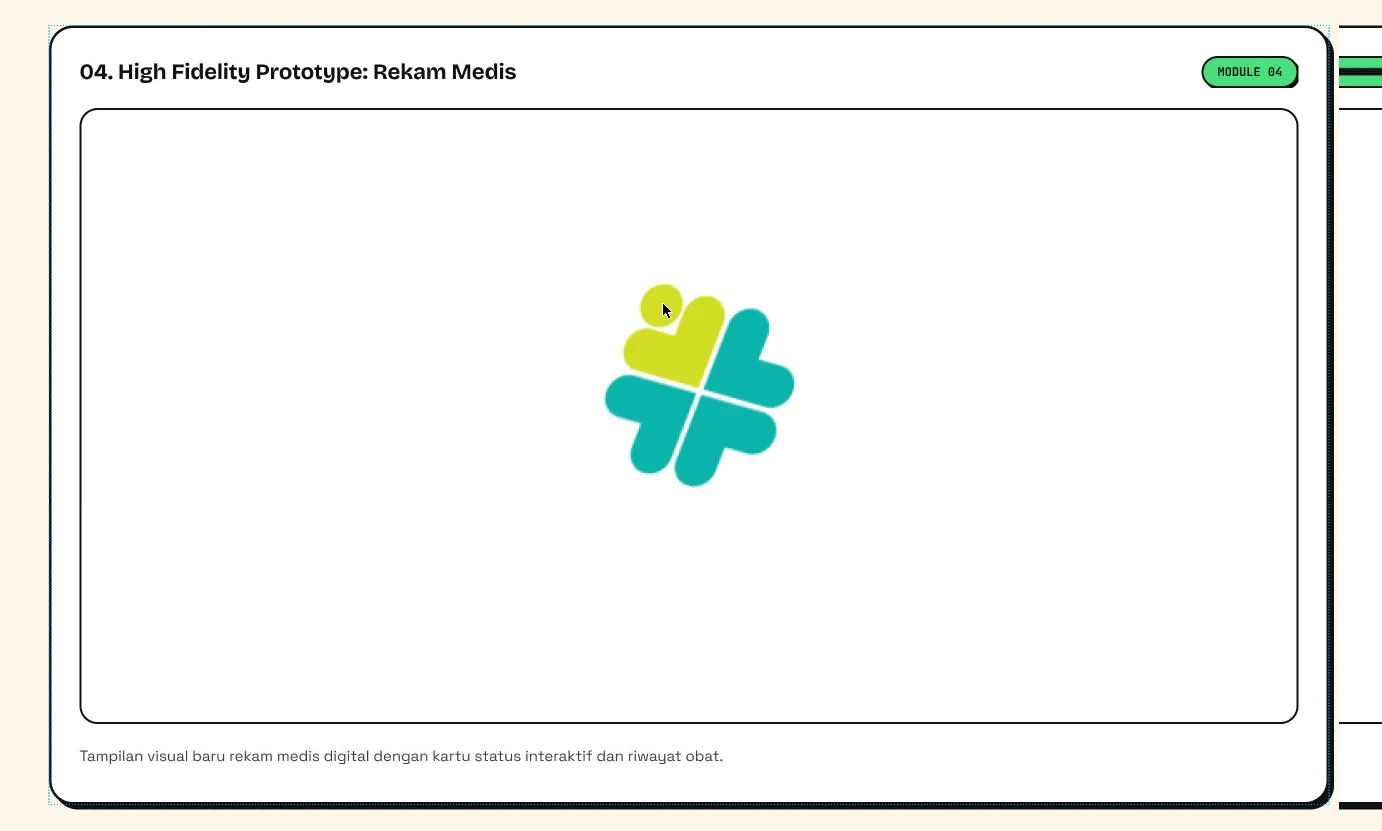 04. High Fidelity Prototype: Rekam Medis
MODULE 04
Tampilan visual baru rekam medis digital dengan kartu status interaktif dan riwayat obat.